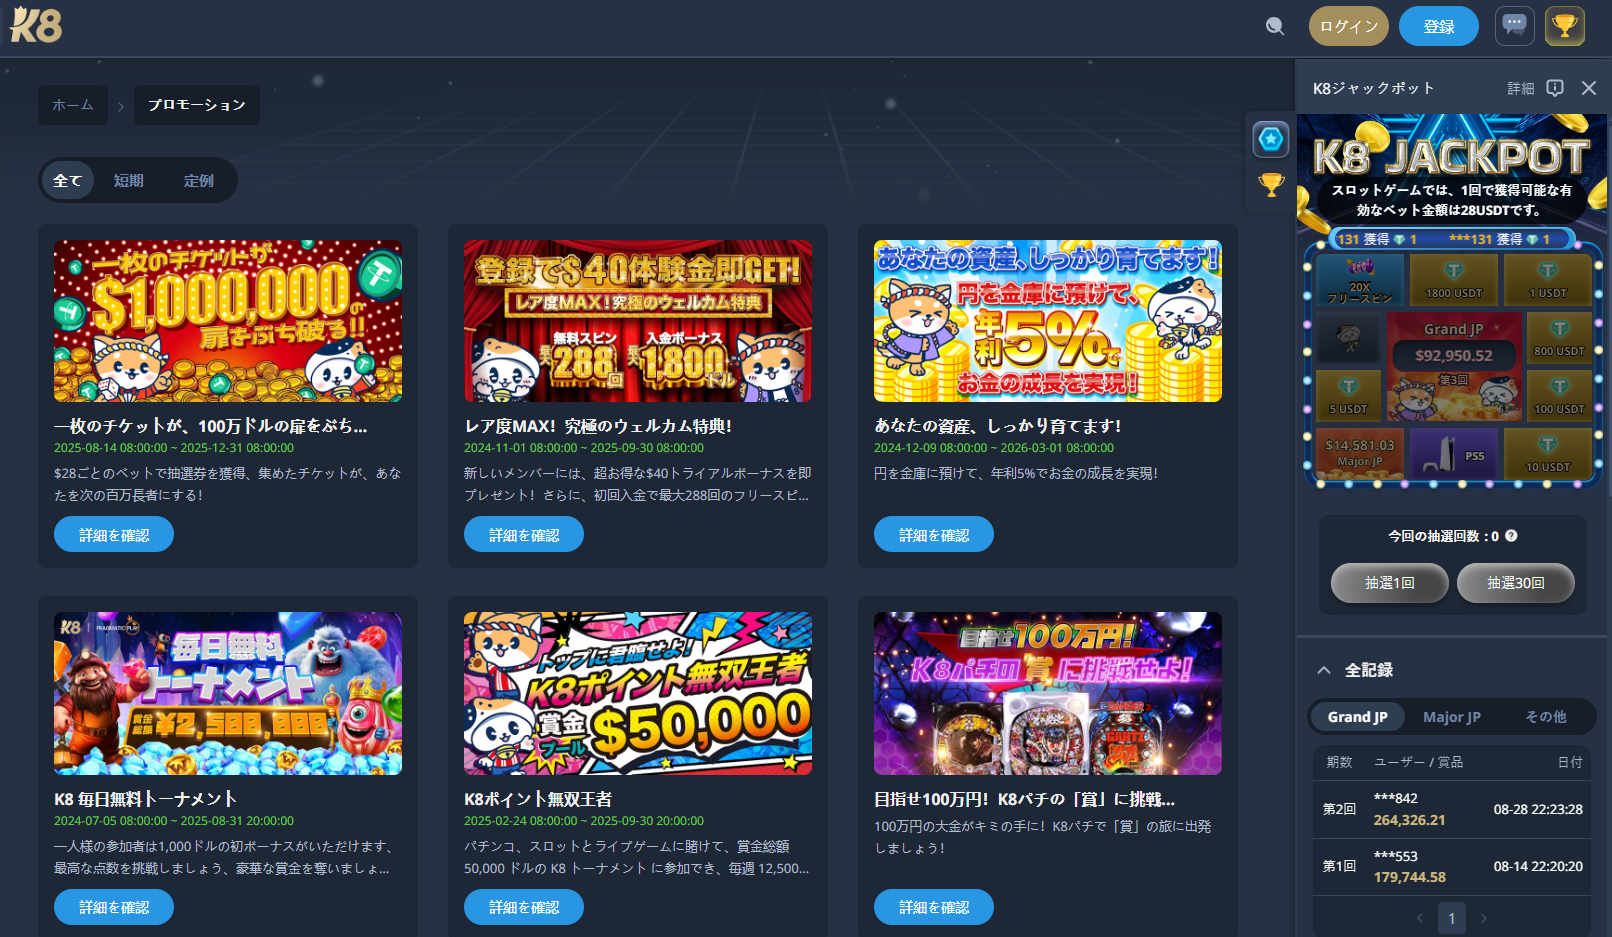 K8
ログイン
登録
ホーム
プロモーション
全て
短期
定例
一枚のチケットが
$1,000,000の
扉をぶち破る!!
一枚のチケットが、100万ドルの扉をぶち...
2025-08-14 08:00:00 ~ 2025-12-31 08:00:00
$28ごとのベットで抽選券を獲得、集めたチケットが、あな
たを次の百万長者にする!
詳細を確認
登録で$40体験金即GET!
レア度MAX!究極のウェルカム特典
無料スピン
最大288回
入金ボーナス
最大1,800ドル
レア度MAX! 究極のウェルカム特典!
2024-11-01 08:00:00 ~ 2025-09-30 08:00:00
新しいメンバーには、超お得な$40トライアルボーナスを即
プレゼント! さらに、初回入金で最大288回のフリースピ...
詳細を確認
あなたの資産、しっかり育てます!
円を金庫に預けて、
年利5%で
お金の成長を実現!
あなたの資産、しっかり育てます!
2024-12-09 08:00:00 ~ 2026-03-01 08:00:00
円を金庫に預けて、年利5%でお金の成長を実現!
詳細を確認
K8 PRAGMATIC PLAY
毎日無料
トーナメント
賞金総額 ¥2,500,000
K8 毎日無料トーナメント
2024-07-05 08:00:00 ~ 2025-08-31 20:00:00
一人様の参加者は1,000ドルの初ボーナスがいただけます、
最高な点数を挑戦しましょう、豪華な賞金を奪いましょ...
詳細を確認
トップに君臨せよ!
K8ポイント無双王者
賞金プール $50,000
K8ポイント無双王者
2025-02-24 08:00:00 ~ 2025-09-30 20:00:00
パチンコ、スロットとライブゲームに賭けて、賞金総額
50,000 ドルの K8 トーナメント に参加でき、毎週 12,500...
詳細を確認
目指せ100万円!
K8パチの「賞」に挑戦せよ!
目指せ100万円! K8パチの「賞」に挑戦...
100万円の大金がキミの手に! K8パチで「賞」の旅に出発
しましょう!
詳細を確認
K8ジャックポット
詳細
K8 JACKPOT
スロットゲームでは、1回で獲得可能な有
効なベット金額は28USDTです。
131 獲得 1 ***131 獲得 1
20X
フリースピン
1800 USDT
1 USDT
Grand JP
$92,950.52
第3回
800 USDT
5 USDT
100 USDT
$14,581.03
Major JP
PS5
10 USDT
今回の抽選回数 : 0
抽選1回
抽選30回
全記録
Grand JP
Major JP
その他
期数 ユーザー / 賞品 日付
第2回 ***842 08-28 22:23:28
264,326.21
第1回 ***553 08-14 22:20:20
179,744.58
1